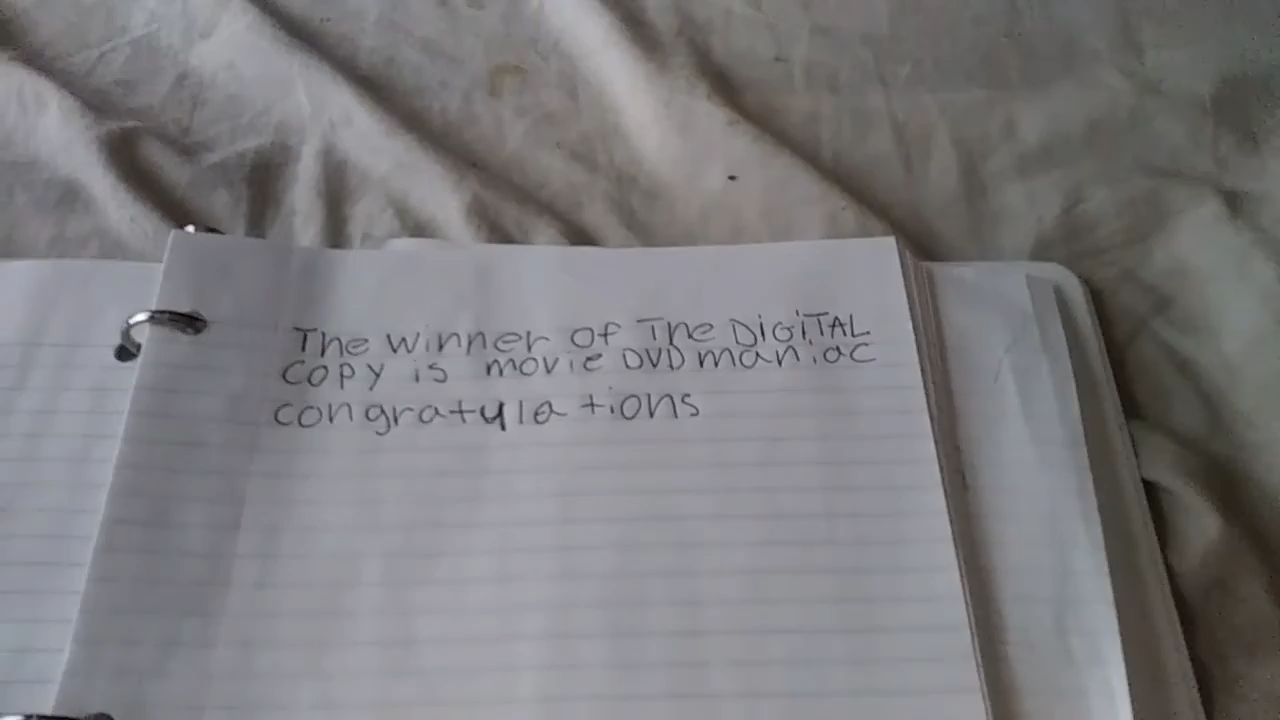 The winner of The DiGiTAL
COPY is movie DVD maniac
congratulations